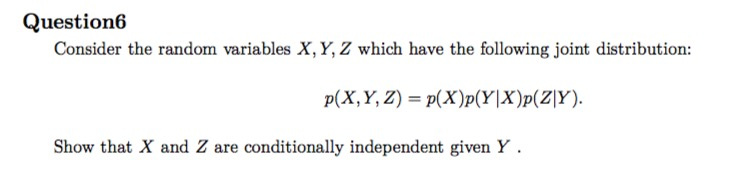 Question6
Consider the random variables X, Y, Z which have the following joint distribution:
p(X, Y, Z) = p(X)p(Y|X)p(Z|Y).
Show that X and Z are conditionally independent given Y .